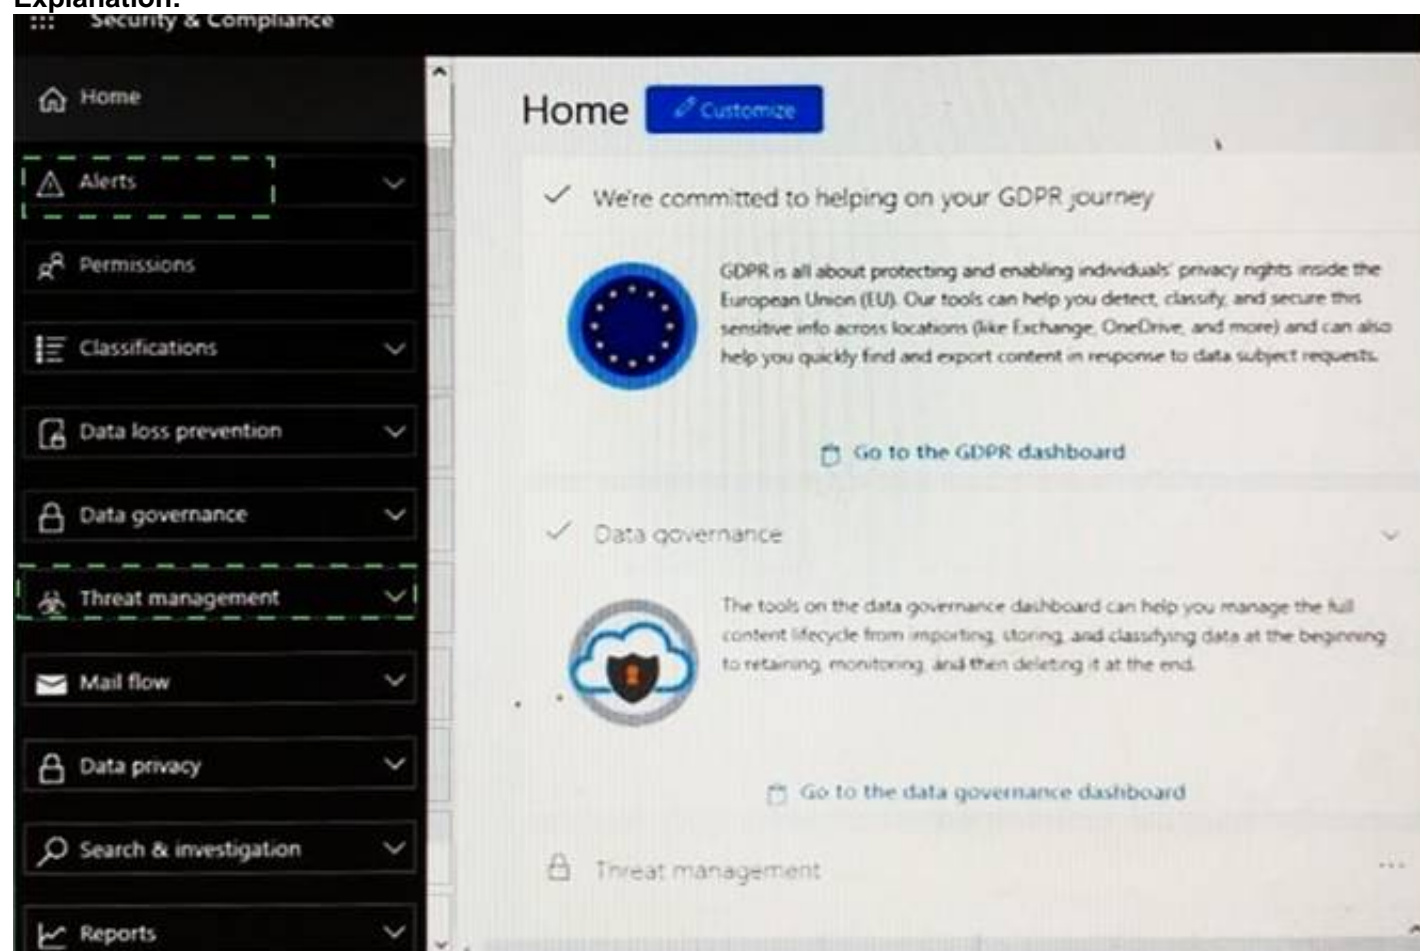 Explanation:
Security & Compliance
Home
Alerts
Permissions
Classifications
Data loss prevention
Data governance
Threat management
Mail flow
Data privacy
Search & investigation
Reports
Home
Customize
We're committed to helping on your GDPR journey
GDPR is all about protecting and enabling individuals' privacy rights inside the
European Union (EU). Our tools can help you detect, classify, and secure this
sensitive info across locations (like Exchange, OneDrive, and more) and can also
help you quickly find and export content in response to data subject requests.
Go to the GDPR dashboard
Data governance
The tools on the data governance dashboard can help you manage the full
content lifecycle from importing, storing, and classifying data at the beginning
to retaining, monitoring, and then deleting it at the end.
Go to the data governance dashboard
Threat management